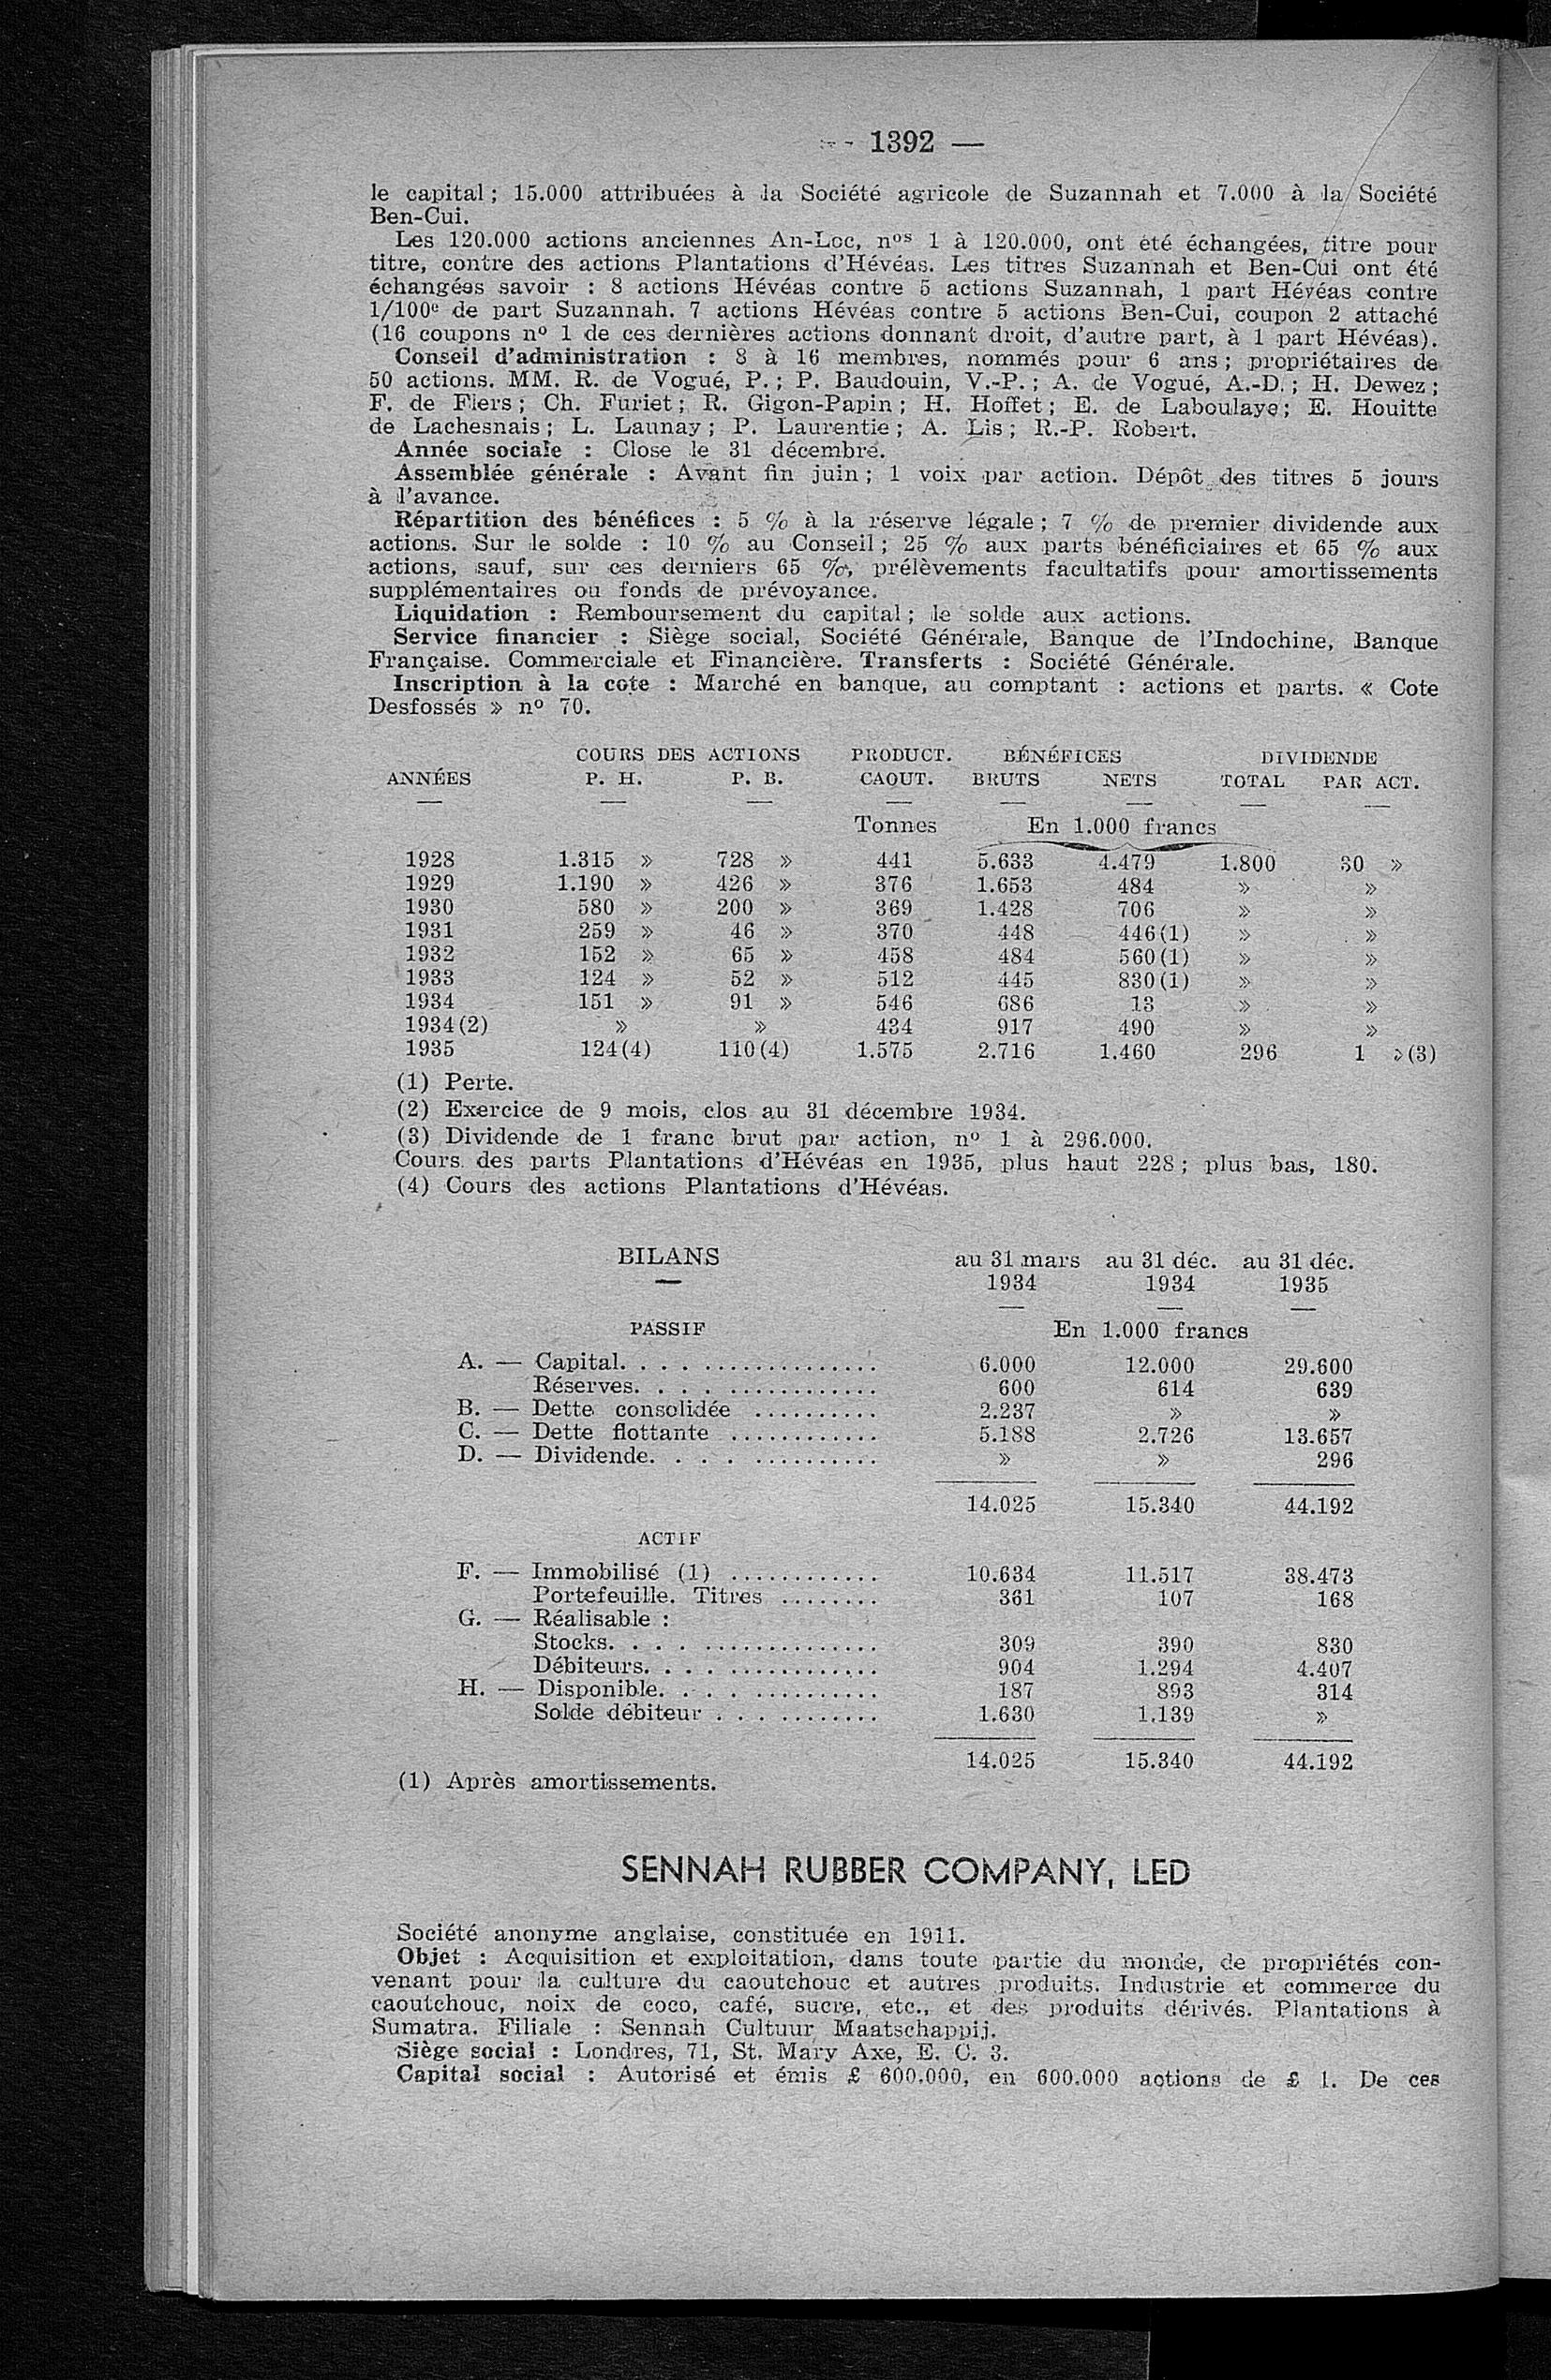 — 1392 —
le capital; 15.000 attribuées à la Société agricole de Suzannah et 7.000 à la Société
Ben-Cui.
Les 120.000 actions anciennes An-Loc, nos 1 à 120.000, ont été échangées, titre pour
titre, contre des actions Plantations d'Hévéas. Les titres Suzannah et Ben-Cui ont été
échangées savoir : 8 actions Hévéas contre 5 actions Suzannah, 1 part Hévéas contre
1/100e de part Suzannah. 7 actions Hévéas contre 5 actions Ben-Cui, coupon 2 attaché
(16 coupons nº 1 de ces dernières actions donnant droit, d'autre part, à 1 part Hévéas).
Conseil d'administration : 8 à 16 membres, nommés pour 6 ans; propriétaires de
50 actions. MM. R. de Vogué, P.; P. Baudouin, V.-P.; A. de Vogué, A.-D.; H. Dewez;
F. de Flers; Ch. Furiet; R. Gigon-Papin; H. Hoffet; E. de Laboulaye; E. Houitte
de Lachesnais; L. Launay; P. Laurentie; A. Lis; R.-P. Robert.
Année sociale : Close le 31 décembre.
Assemblée générale : Avant fin juin; 1 voix par action. Dépôt des titres 5 jours
à l'avance.
Répartition des bénéfices : 5 % à la réserve légale; 7 % de premier dividende aux
actions. Sur le solde : 10 % au Conseil; 25 % aux parts bénéficiaires et 65 % aux
actions, sauf, sur ces derniers 65 %, prélèvements facultatifs pour amortissements
supplémentaires ou fonds de prévoyance.
Liquidation : Remboursement du capital; le solde aux actions.
Service financier : Siège social, Société Générale, Banque de l'Indochine, Banque
Française. Commerciale et Financière. Transferts : Société Générale.
Inscription à la cote : Marché en banque, au comptant : actions et parts. « Cote
Desfossés » nº 70.
COURS DES ACTIONS PRODUCT. BÉNÉFICES DIVIDENDE
ANNÉES P. H. P. B. CAOUT. BRUTS NETS TOTAL PAR ACT.
Tonnes En 1.000 francs
1928 1.315 » 728 » 441 5.633 4.479 1.800 30 »
1929 1.190 » 426 » 376 1.653 484 » »
1930 580 » 200 » 369 1.428 706 » »
1931 259 » 46 » 370 448 446(1) » »
1932 152 » 65 » 458 484 560(1) » »
1933 124 » 52 » 512 445 830(1) » »
1934 151 » 91 » 546 686 13 » »
1934(2) » » 434 917 490 » »
1935 124(4) 110(4) 1.575 2.716 1.460 296 1 »(3)
(1) Perte.
(2) Exercice de 9 mois, clos au 31 décembre 1934.
(3) Dividende de 1 franc brut par action, nº 1 à 296.000.
Cours des parts Plantations d'Hévéas en 1935, plus haut 228; plus bas, 180.
(4) Cours des actions Plantations d'Hévéas.
BILANS au 31 mars au 31 déc. au 31 déc.
1934 1934 1935
PASSIF En 1.000 francs
A. — Capital. . . . . . . . . . . . . . . . . . 6.000 12.000 29.600
Réserves. . . . . . . . . . . . . . . . 600 614 639
B. — Dette consolidée .......... 2.237 » »
C. — Dette flottante ............ 5.188 2.726 13.657
D. — Dividende. . . . . . . . . . . . . . » » 296
14.025 15.340 44.192
ACTIF
F. — Immobilisé (1) ............ 10.634 11.517 38.473
Portefeuille. Titres ........ 361 107 168
G. — Réalisable :
Stocks. . . . . . . . . . . . . . . . . . 309 390 830
Débiteurs. . . . . . . . . . . . . . . 904 1.294 4.407
H. — Disponible. . . . . . . . . . . . . . 187 893 314
Solde débiteur . . . . . . . . . . . 1.630 1.139 »
14.025 15.340 44.192
(1) Après amortissements.
SENNAH RUBBER COMPANY, LED
Société anonyme anglaise, constituée en 1911.
Objet : Acquisition et exploitation, dans toute partie du monde, de propriétés con-
venant pour la culture du caoutchouc et autres produits. Industrie et commerce du
caoutchouc, noix de coco, café, sucre, etc., et des produits dérivés. Plantations à
Sumatra. Filiale : Sennah Cultuur Maatschappij.
Siège social : Londres, 71, St. Mary Axe, E. C. 3.
Capital social : Autorisé et émis £ 600.000, en 600.000 actions de £ 1. De ces